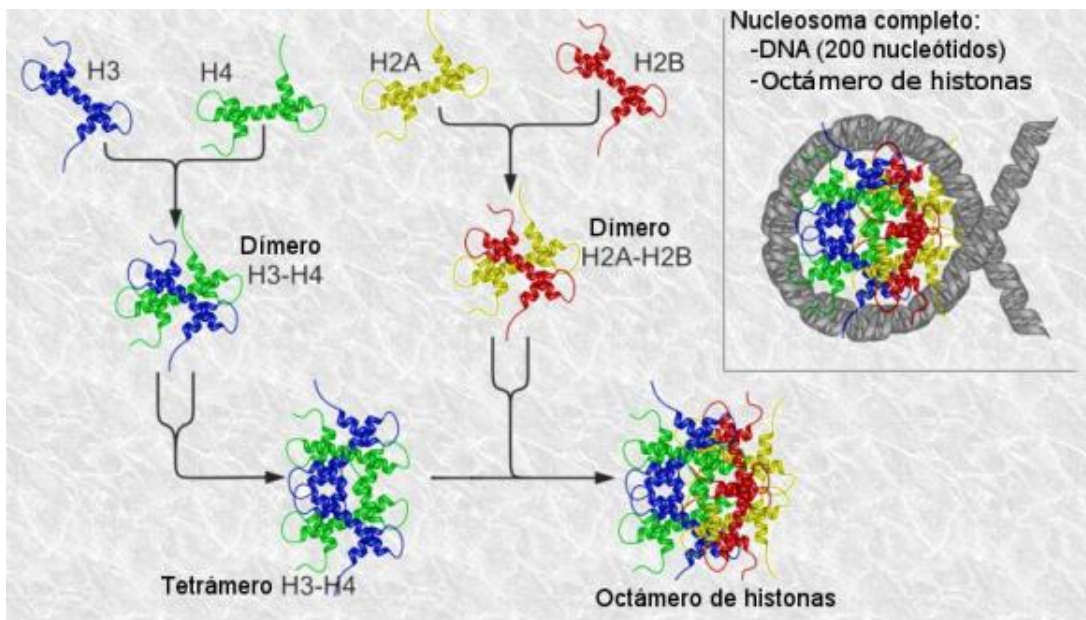 H3
H4
H2A
H2B
Nucleosoma completo:
-DNA (200 nucleótidos)
-Octámero de histonas
Dímero
H3-H4
Dímero
H2A-H2B
Tetrámero H3-H4
Octámero de histonas